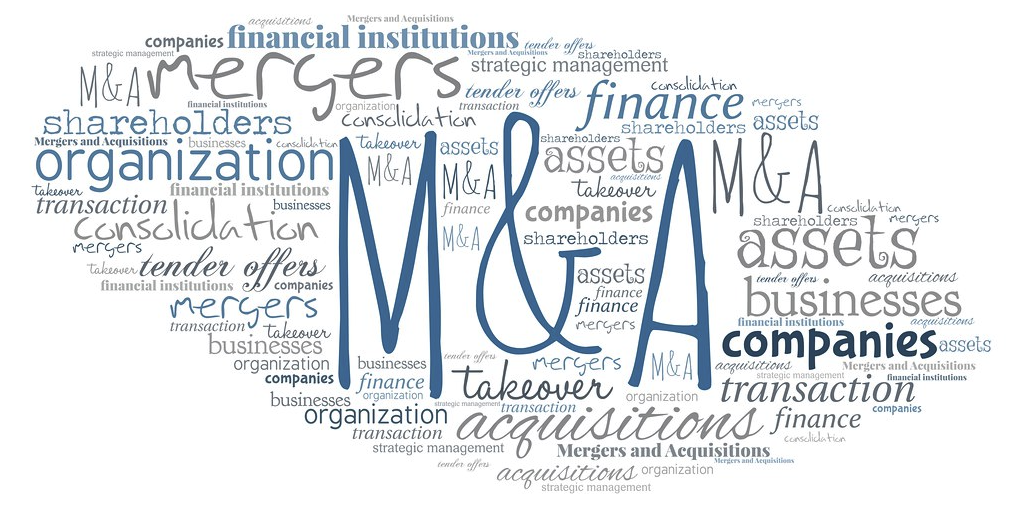 acquisitions Mergers and Acquisitions
companies financial institutions tender offers
strategic management Mergers and Acquisitions shareholders
M&A mergers strategic management
financial institutions organization transaction tender offers finance consolidation mergers
shareholders consolidation shareholders assets
Mergers and Acquisitions businesses consolidation takeover assets shareholders
organization M&A M&A assets M&A
takeover financial institutions acquisitions takeover
transaction businesses finance companies consolidation
consolidation M&A shareholders shareholders mergers
mergers assets
takeover tender offers assets tender offers acquisitions
financial institutions companies finance businesses
mergers M&A finance
transaction takeover mergers financial institutions acquisitions
businesses companies assets
organization businesses tender offers mergers M&A acquisitions Mergers and Acquisitions
companies finance takeover strategic management financial institutions
businesses organization strategic management transaction organization transaction
organization acquisitions finance companies
transaction consolidation
strategic management Mergers and Acquisitions
tender offers Mergers and Acquisitions
acquisitions organization
strategic management